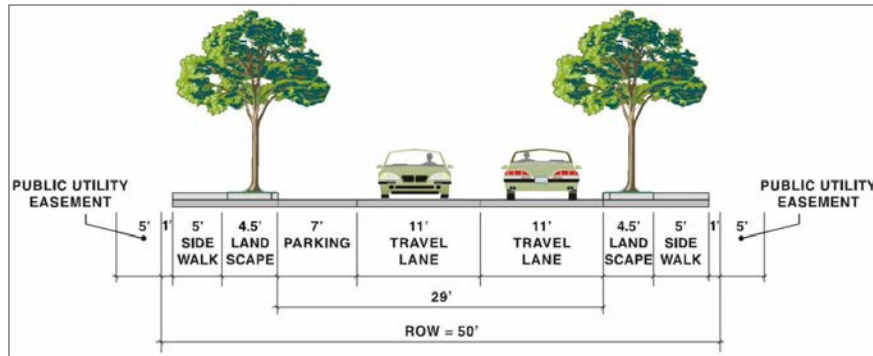 PUBLIC UTILITY
EASEMENT
PUBLIC UTILITY
EASEMENT
5'
1'
5'
SIDE
WALK
4.5'
LAND
SCAPE
7'
PARKING
11'
TRAVEL
LANE
11'
TRAVEL
LANE
4.5'
LAND
SCAPE
5'
SIDE
WALK
1'
5'
29'
ROW = 50'